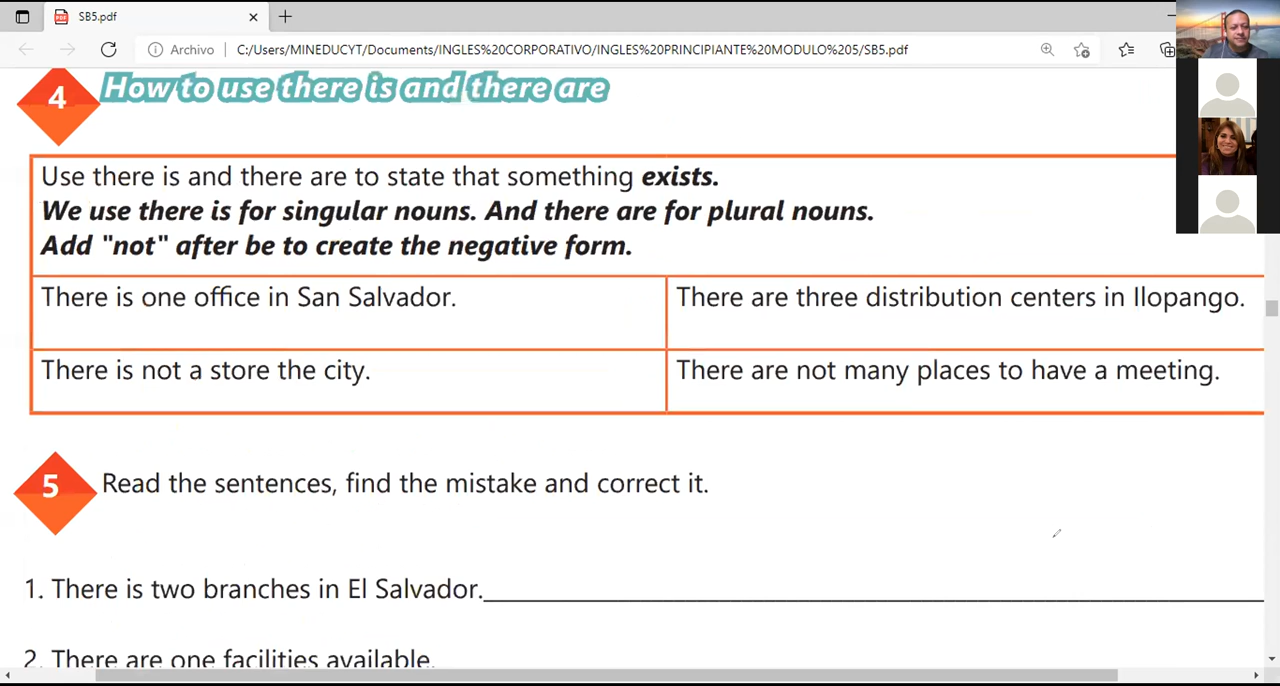 SB5.pdf
Archivo
C:/Users/MINEDUCYT/Documents/INGLES%20CORPORATIVO/INGLES%20PRINCIPIANTE%20MODULO%205/SB5.pdf
4
How to use there is and there are
Use there is and there are to state that something exists.
We use there is for singular nouns. And there are for plural nouns.
Add "not" after be to create the negative form.
There is one office in San Salvador.
There are three distribution centers in Ilopango.
There is not a store the city.
There are not many places to have a meeting.
5
Read the sentences, find the mistake and correct it.
1. There is two branches in El Salvador.
2. There are one facilities available.